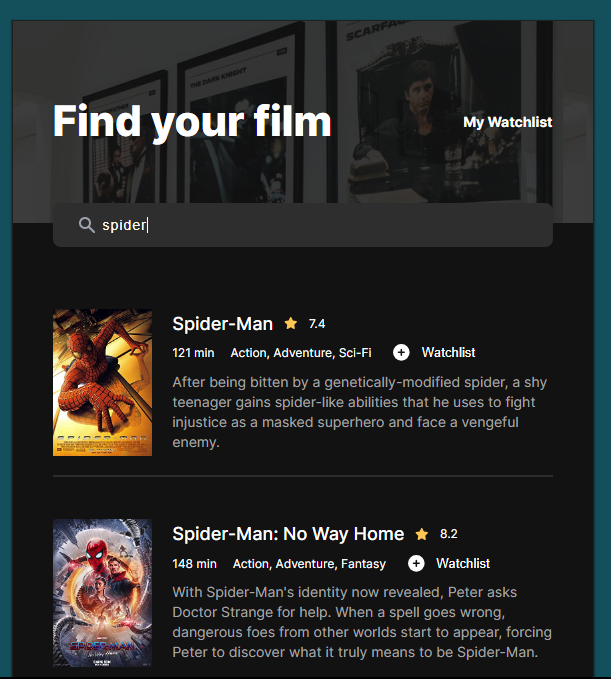 SCARFACE
THE DARK KNIGHT
Find your film
My Watchlist
spider
Spider-Man 7.4
121 min Action, Adventure, Sci-Fi Watchlist
After being bitten by a genetically-modified spider, a shy
teenager gains spider-like abilities that he uses to fight
injustice as a masked superhero and face a vengeful
enemy.
SPIDER-MAN
Spider-Man: No Way Home 8.2
148 min Action, Adventure, Fantasy Watchlist
With Spider-Man's identity now revealed, Peter asks
Doctor Strange for help. When a spell goes wrong,
dangerous foes from other worlds start to appear, forcing
Peter to discover what it truly means to be Spider-Man.
SPIDER-MAN